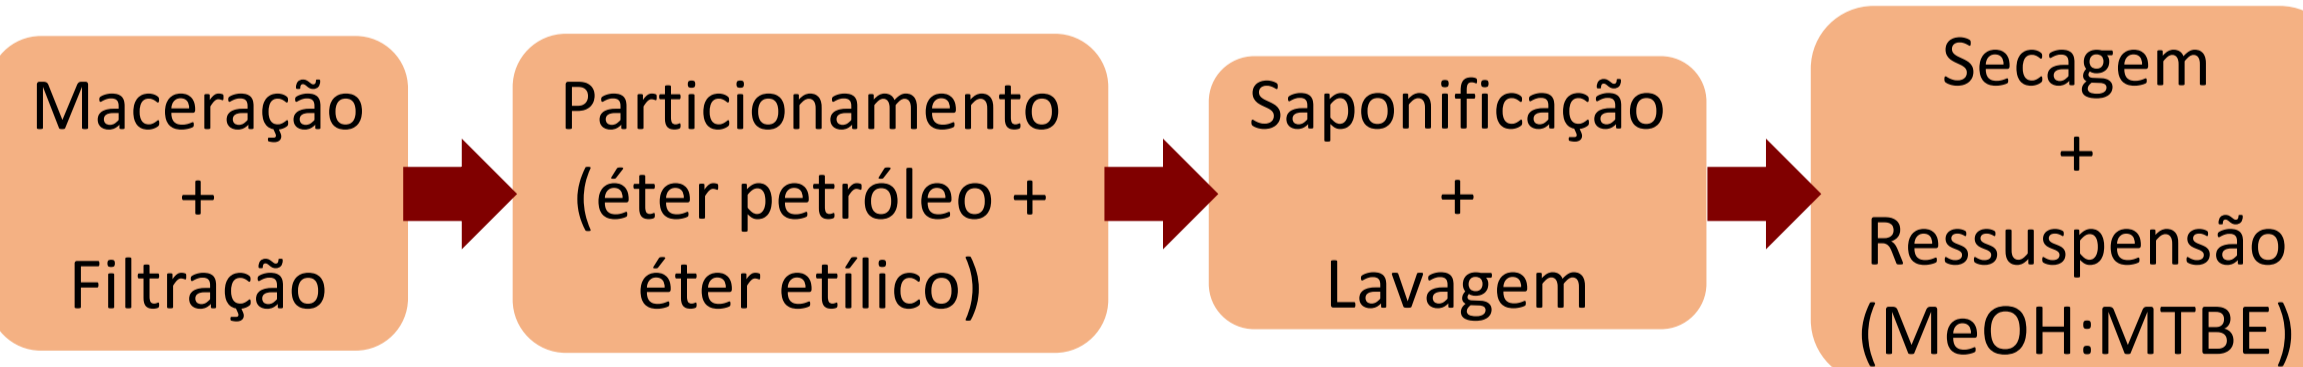 Maceração
+
Filtração
Particionamento
(éter petróleo +
éter etílico)
Saponificação
+
Lavagem
Secagem
+
Ressuspensão
(MeOH:MTBE)